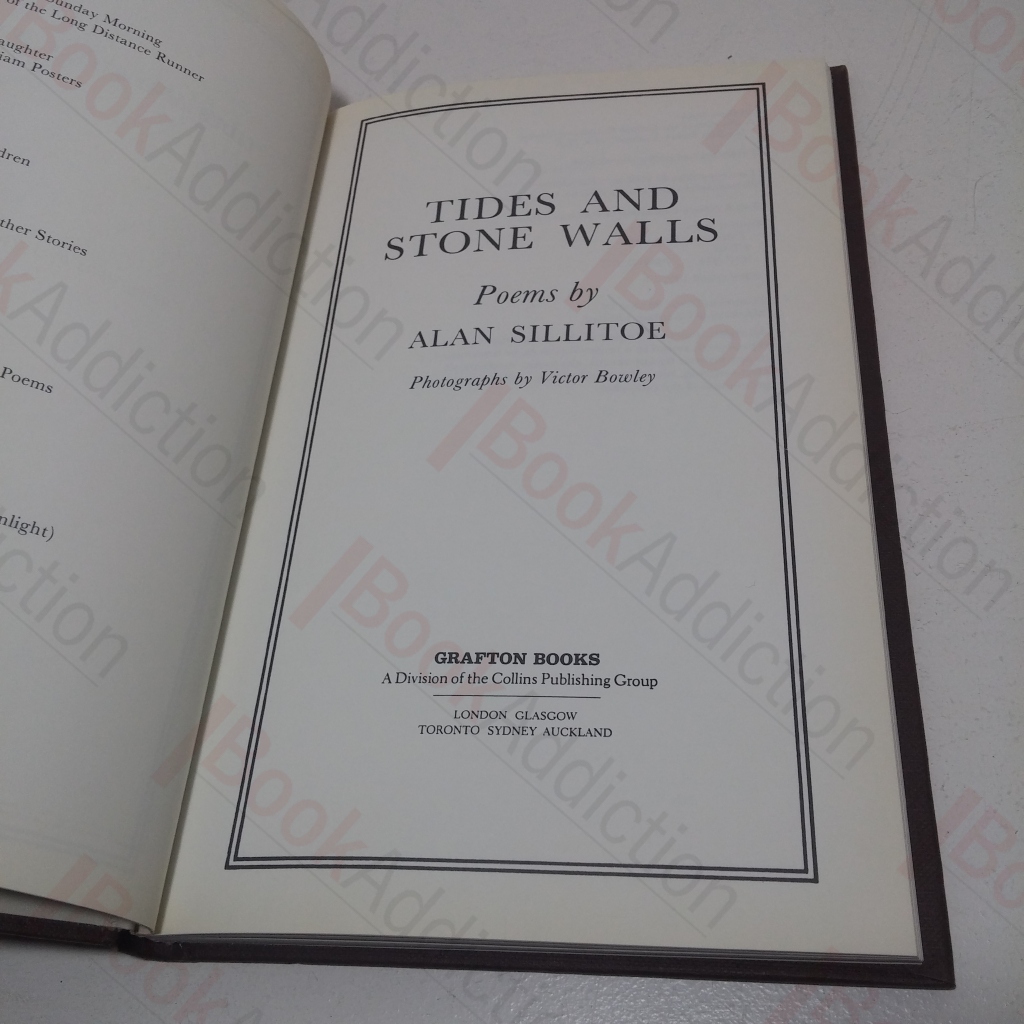 Sunday Morning
of the Long Distance Runner
aughter
iam Posters
dren
ther Stories
Poems
nlight)
TIDES AND
STONE WALLS
Poems by
ALAN SILLITOE
Photographs by Victor Bowley
GRAFTON BOOKS
A Division of the Collins Publishing Group
LONDON GLASGOW
TORONTO SYDNEY AUCKLAND
BookAddiction